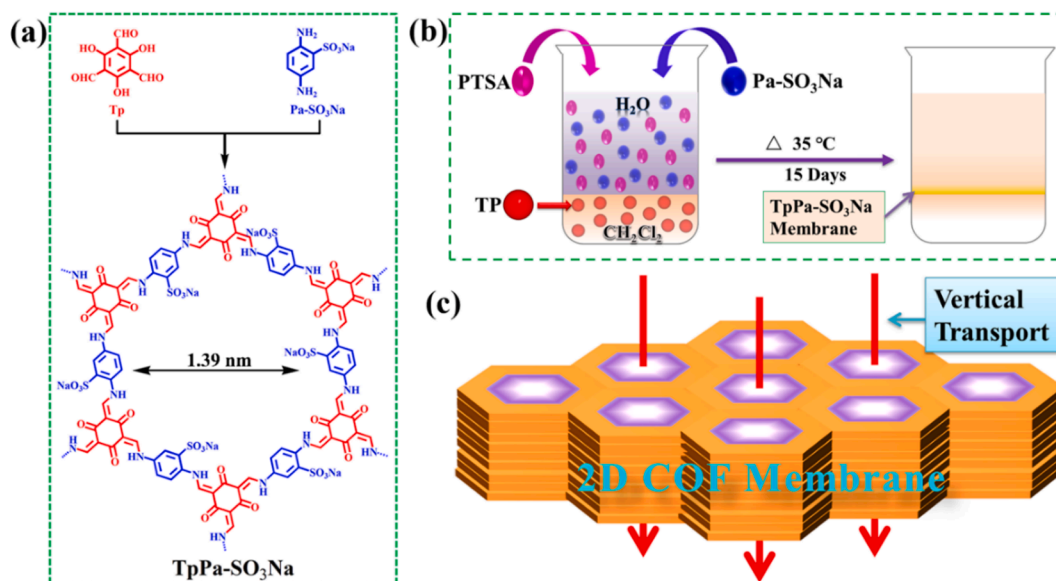 (a)
CHO
OH
OH
OHC
CHO
OH
Tp
NH₂
SO₃Na
NH₂
Pa-SO₃Na
NH
O
O
O
NaO₃S
NH
H
N
SO₃Na
1.39 nm
NaO₃S
NaO₃S
SO₃Na
SO₃Na
TpPa-SO₃Na
(b)
PTSA
Pa-SO₃Na
H₂O
TP
CH₂Cl₂
△ 35 ℃
15 Days
TpPa-SO₃Na
Membrane
(c)
Vertical
Transport
2D COF Membrane